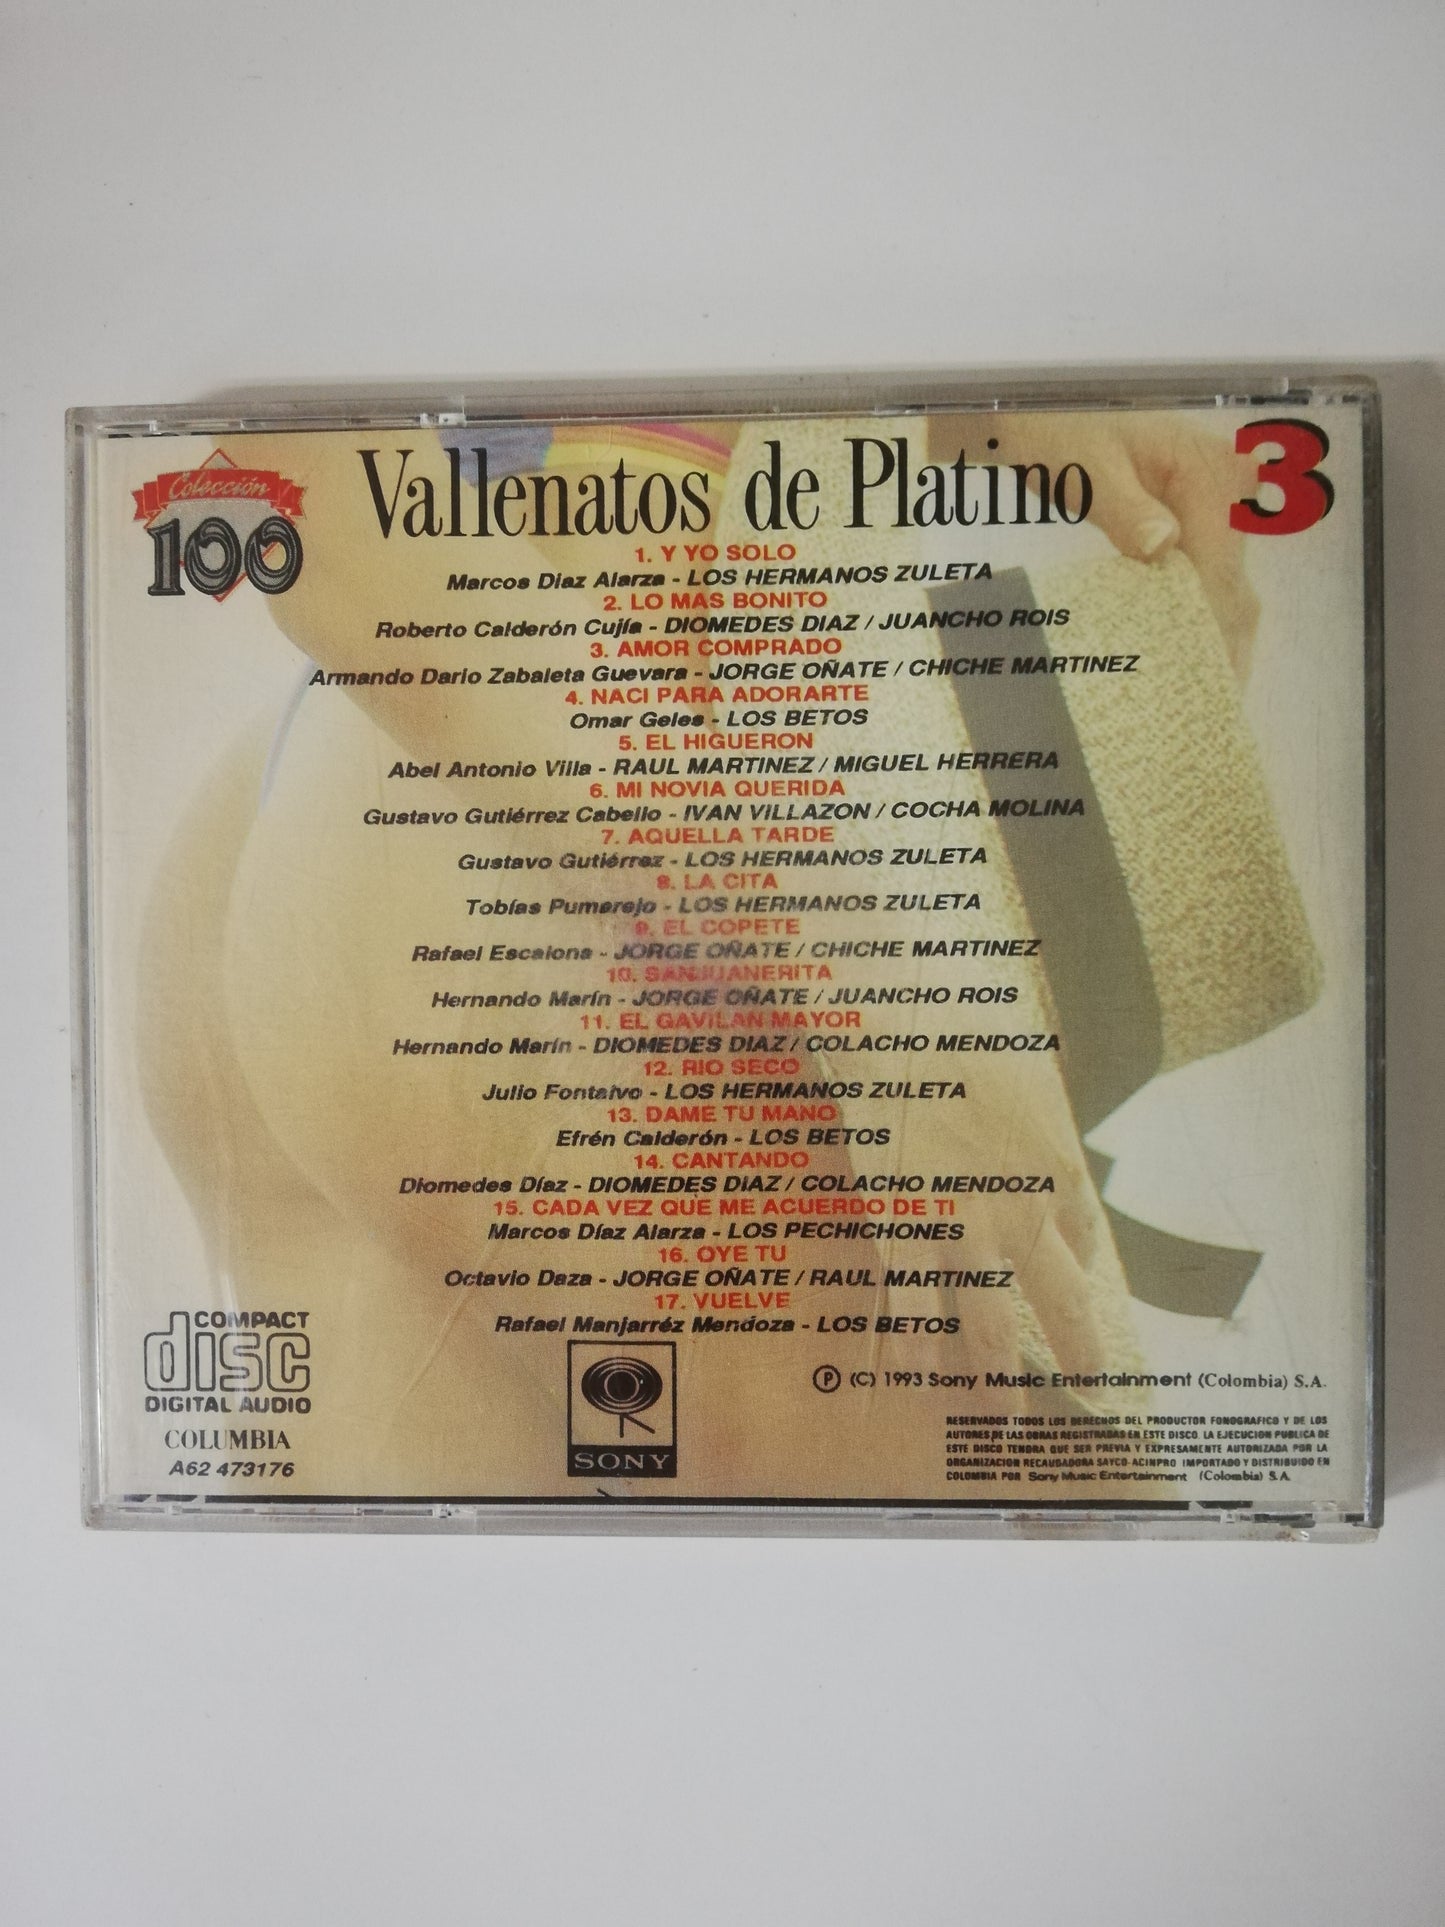 Colección
100
Vallenatos de Platino
3
1. Y YO SOLO
Marcos Diaz Alarza - LOS HERMANOS ZULETA
2. LO MAS BONITO
Roberto Calderón Cujía - DIOMEDES DIAZ / JUANCHO ROIS
3. AMOR COMPRADO
Armando Dario Zabaleta Guevara - JORGE OÑATE / CHICHE MARTINEZ
4. NACI PARA ADORARTE
Omar Geles - LOS BETOS
5. EL HIGUERON
Abel Antonio Villa - RAUL MARTINEZ / MIGUEL HERRERA
6. MI NOVIA QUERIDA
Gustavo Gutiérrez Cabello - IVAN VILLAZON / COCHA MOLINA
7. AQUELLA TARDE
Gustavo Gutiérrez - LOS HERMANOS ZULETA
8. LA CITA
Tobías Pumarejo - LOS HERMANOS ZULETA
9. EL COPETE
Rafael Escalona - JORGE OÑATE / CHICHE MARTINEZ
10. SANJUANERITA
Hernando Marín - JORGE OÑATE / JUANCHO ROIS
11. EL GAVILAN MAYOR
Hernando Marín - DIOMEDES DIAZ / COLACHO MENDOZA
12. RIO SECO
Julio Fontalvo - LOS HERMANOS ZULETA
13. DAME TU MANO
Efrén Calderón - LOS BETOS
14. CANTANDO
Diomedes Díaz - DIOMEDES DIAZ / COLACHO MENDOZA
15. CADA VEZ QUE ME ACUERDO DE TI
Marcos Díaz Alarza - LOS PECHICHONES
16. OYE TU
Octavio Daza - JORGE OÑATE / RAUL MARTINEZ
17. VUELVE
Rafael Manjarréz Mendoza - LOS BETOS
COMPACT
disc
DIGITAL AUDIO
COLUMBIA
A62 473176
SONY
Ⓟ (C) 1993 Sony Music Entertainment (Colombia) S.A.
RESERVADOS TODOS LOS DERECHOS DEL PRODUCTOR FONOGRAFICO Y DE LOS
AUTORES DE LAS OBRAS REGISTRADAS EN ESTE DISCO. LA EJECUCION PUBLICA DE
ESTE DISCO TENDRA QUE SER PREVIA Y EXPRESAMENTE AUTORIZADA POR LA
ORGANIZACION RECAUDADORA SAYCO-ACINPRO IMPORTADO Y DISTRIBUIDO EN
COLOMBIA POR Sony Music Entertainment (Colombia) S.A.